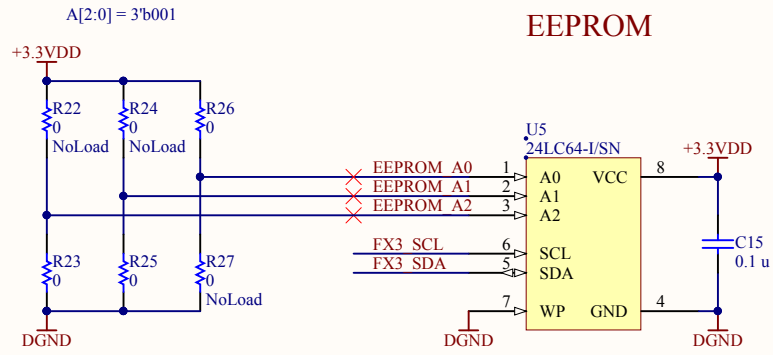 A[2:0] = 3'b001
EEPROM
+3.3VDD
R22
0
NoLoad
R24
0
NoLoad
R26
0
U5
24LC64-I/SN
+3.3VDD
EEPROM_A0
1
A0
VCC
8
EEPROM_A1
2
A1
EEPROM_A2
3
A2
R23
0
R25
0
R27
0
NoLoad
FX3_SCL
6
SCL
FX3_SDA
5
SDA
C15
0.1 u
7
WP
GND
4
DGND
DGND
DGND